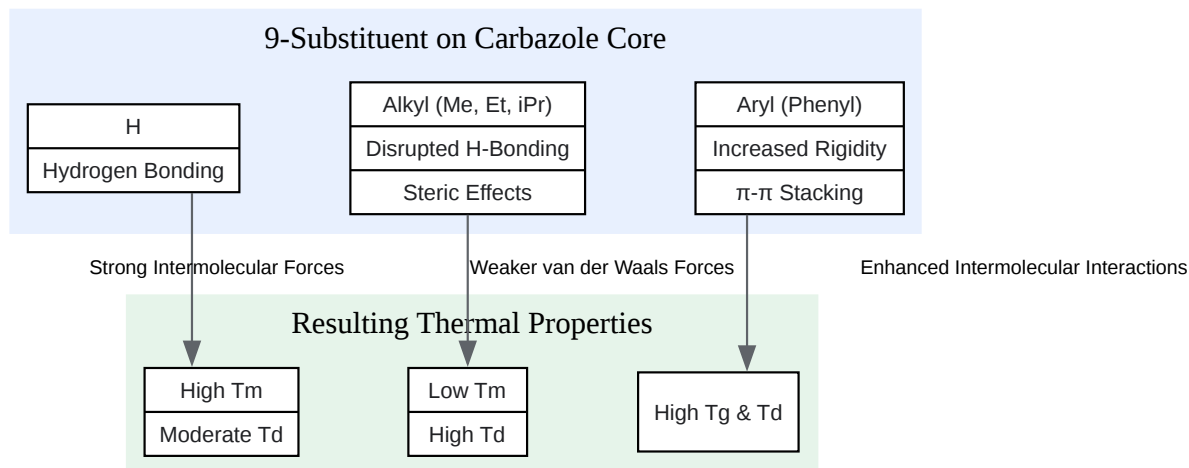 9-Substituent on Carbazole Core
H
Hydrogen Bonding
Alkyl (Me, Et, iPr)
Disrupted H-Bonding
Steric Effects
Aryl (Phenyl)
Increased Rigidity
π-π Stacking
Strong Intermolecular Forces
Weaker van der Waals Forces
Enhanced Intermolecular Interactions
Resulting Thermal Properties
High Tm
Moderate Td
Low Tm
High Td
High Tg & Td